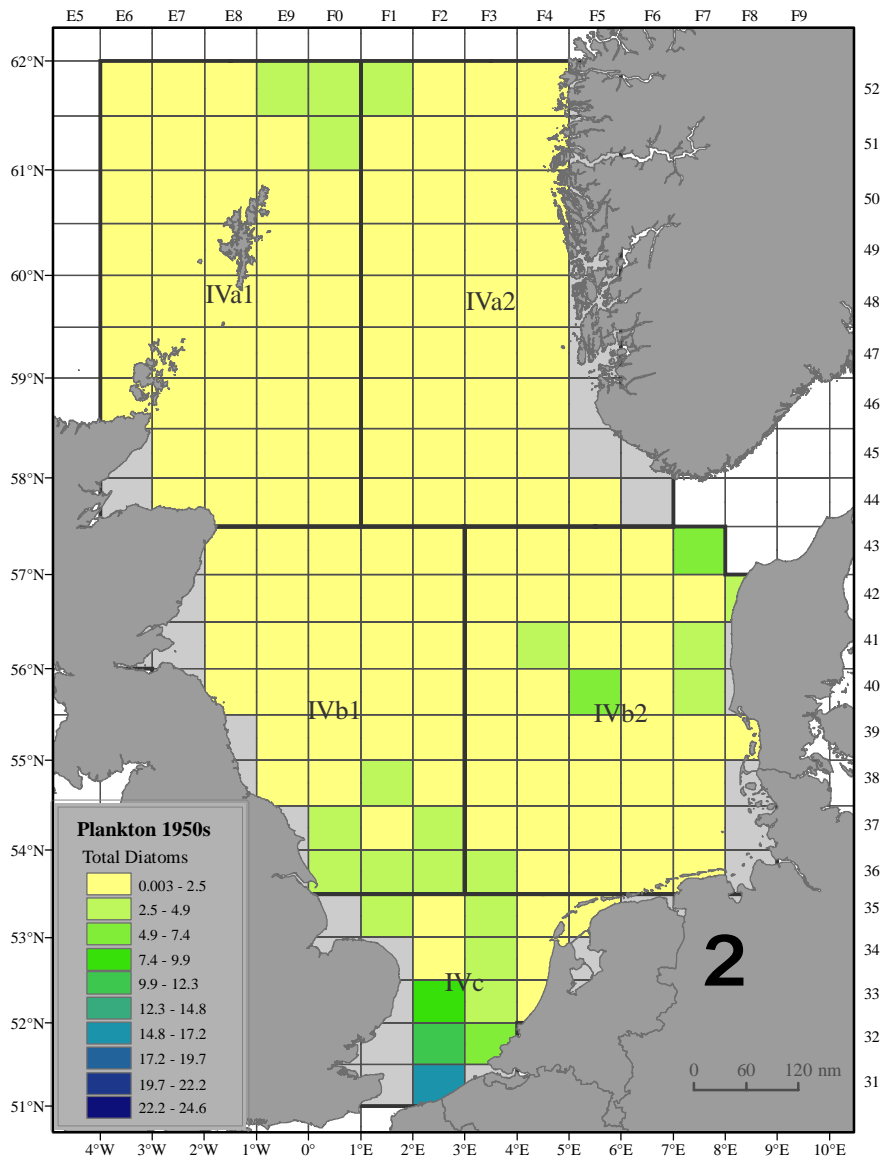 E5 E6 E7 E8 E9 F0 F1 F2 F3 F4 F5 F6 F7 F8 F9
62°N
52
51
61°N
50
49
60°N
48
47
59°N
46
45
58°N
44
43
57°N
42
41
56°N
40
39
55°N
38
37
54°N
36
35
53°N
34
33
52°N
32
31
51°N
IVa1
IVa2
IVb1
IVb2
IVc
Plankton 1950s
Total Diatoms
0.003 - 2.5
2.5 - 4.9
4.9 - 7.4
7.4 - 9.9
9.9 - 12.3
12.3 - 14.8
14.8 - 17.2
17.2 - 19.7
19.7 - 22.2
22.2 - 24.6
2
0 60 120 nm
4°W 3°W 2°W 1°W 0° 1°E 2°E 3°E 4°E 5°E 6°E 7°E 8°E 9°E 10°E